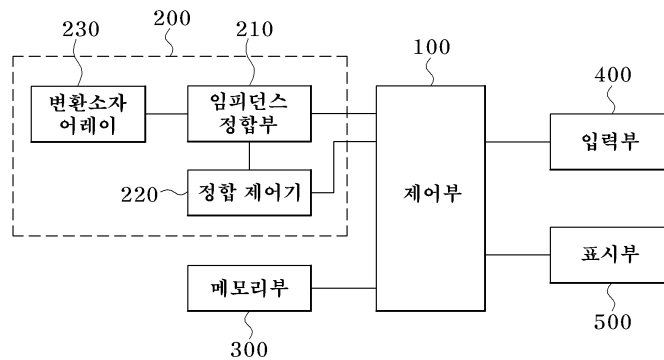 200
230
210
100
400
변환소자
어레이
임피던스
정합부
입력부
220
정합 제어기
제어부
표시부
메모리부
300
500